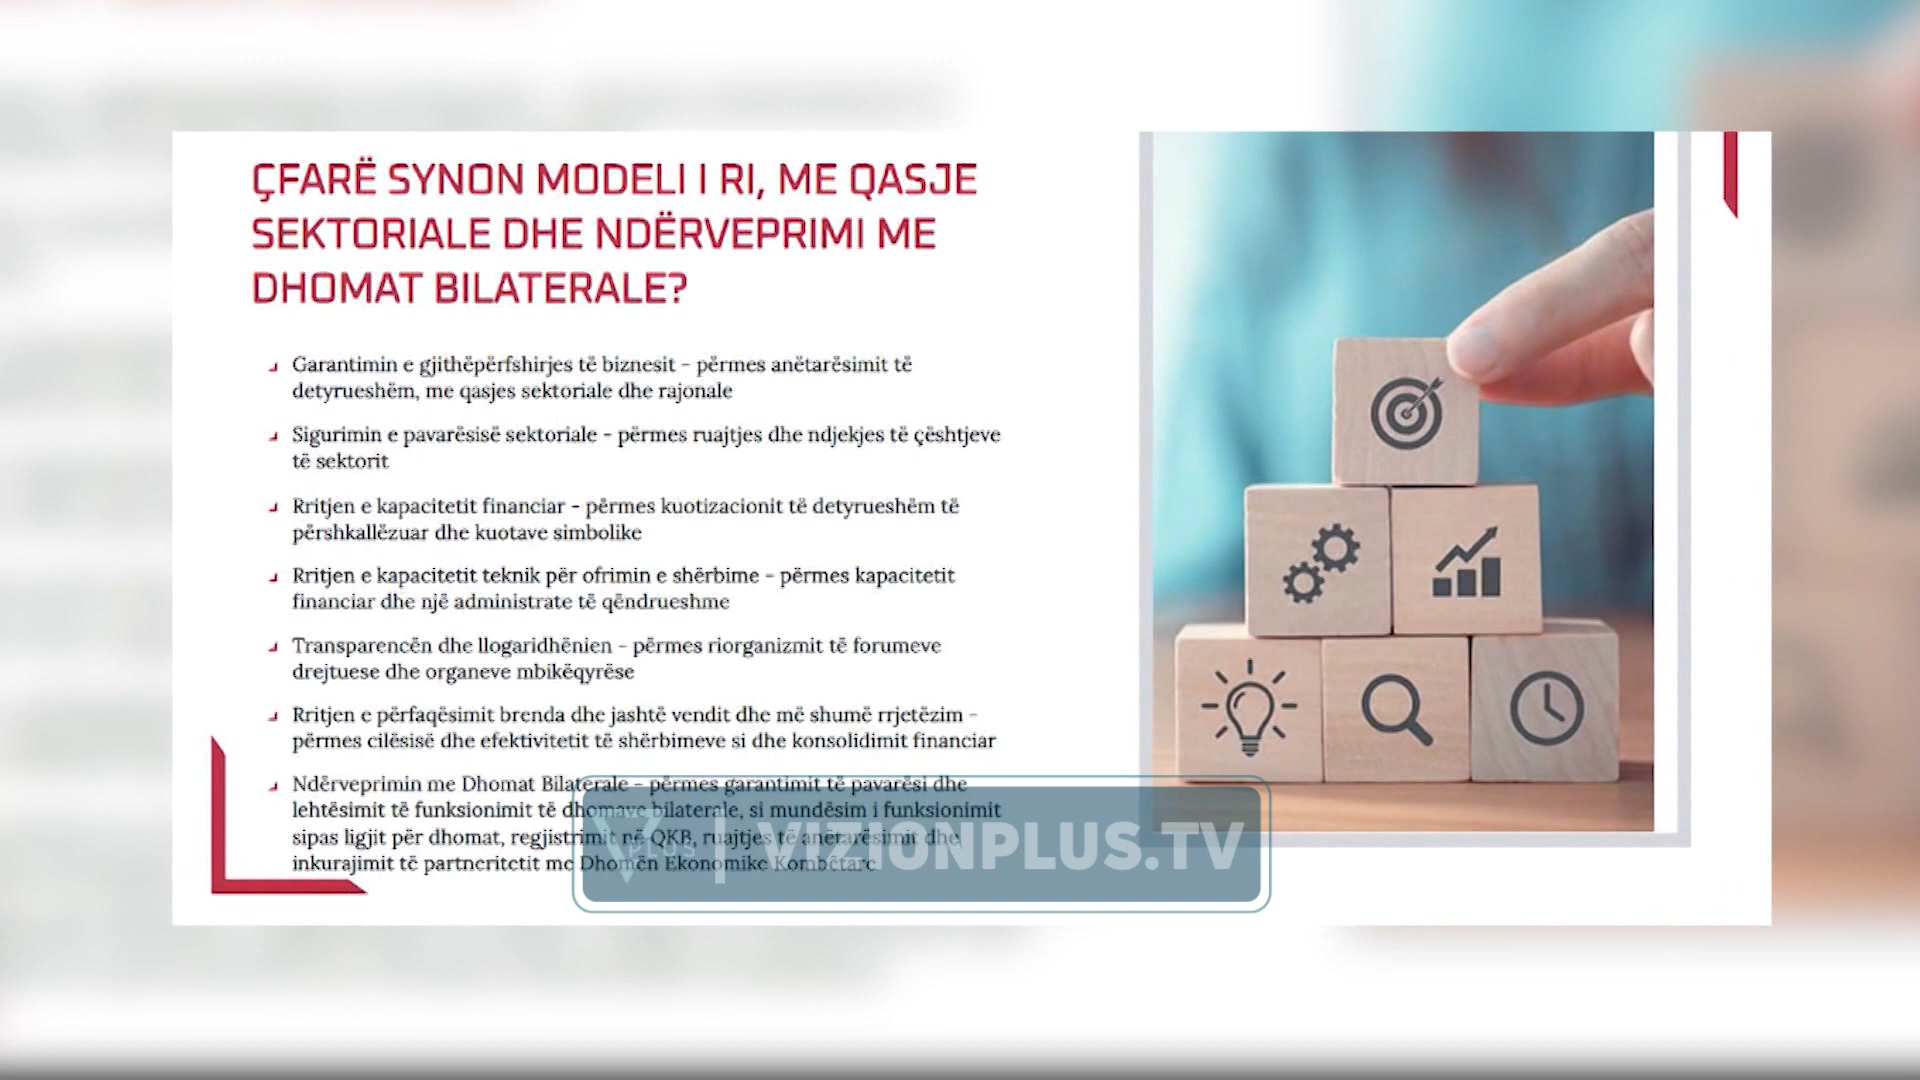 ÇFARË SYNON MODELI I RI, ME QASJE
SEKTORIALE DHE NDËRVEPRIMI ME
DHOMAT BILATERALE?
Garantimin e gjithëpërfshirjes të biznesit – përmes anëtarësimit të
detyrueshëm, me qasjes sektoriale dhe rajonale
Sigurimin e pavarësisë sektoriale – përmes ruajtjes dhe ndjekjes të çështjeve
të sektorit
Rritjen e kapacitetit financiar – përmes kuotizacionit të detyrueshëm të
përshkallëzuar dhe kuotave simbolike
Rritjen e kapacitetit teknik për ofrimin e shërbime – përmes kapacitetit
financiar dhe një administrate të qëndrueshme
Transparencën dhe llogaridhënien – përmes riorganizmit të forumeve
drejtuese dhe organeve mbikëqyrëse
Rritjen e përfaqësimit brenda dhe jashtë vendit dhe më shumë rrjetëzim –
përmes cilësisë dhe efektivitetit të shërbimeve si dhe konsolidimit financiar
Ndërveprimin me Dhomat Bilaterale – përmes garantimit të pavarësi dhe
lehtësimit të funksionimit të dhomave bilaterale, si mundësim i funksionimit
sipas ligjit për dhomat, regjistrimit në QKB, ruajtjes të anëtarësimit dhe
inkurajimit të partneritetit me Dhomën Ekonomike Kombëtare
PLUS
VIZIONPLUS.TV